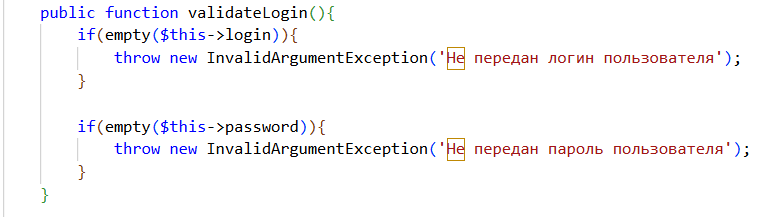 public function validateLogin(){
if(empty($this->login)){
throw new InvalidArgumentException('Не передан логин пользователя');
}
if(empty($this->password)){
throw new InvalidArgumentException('Не передан пароль пользователя');
}
}